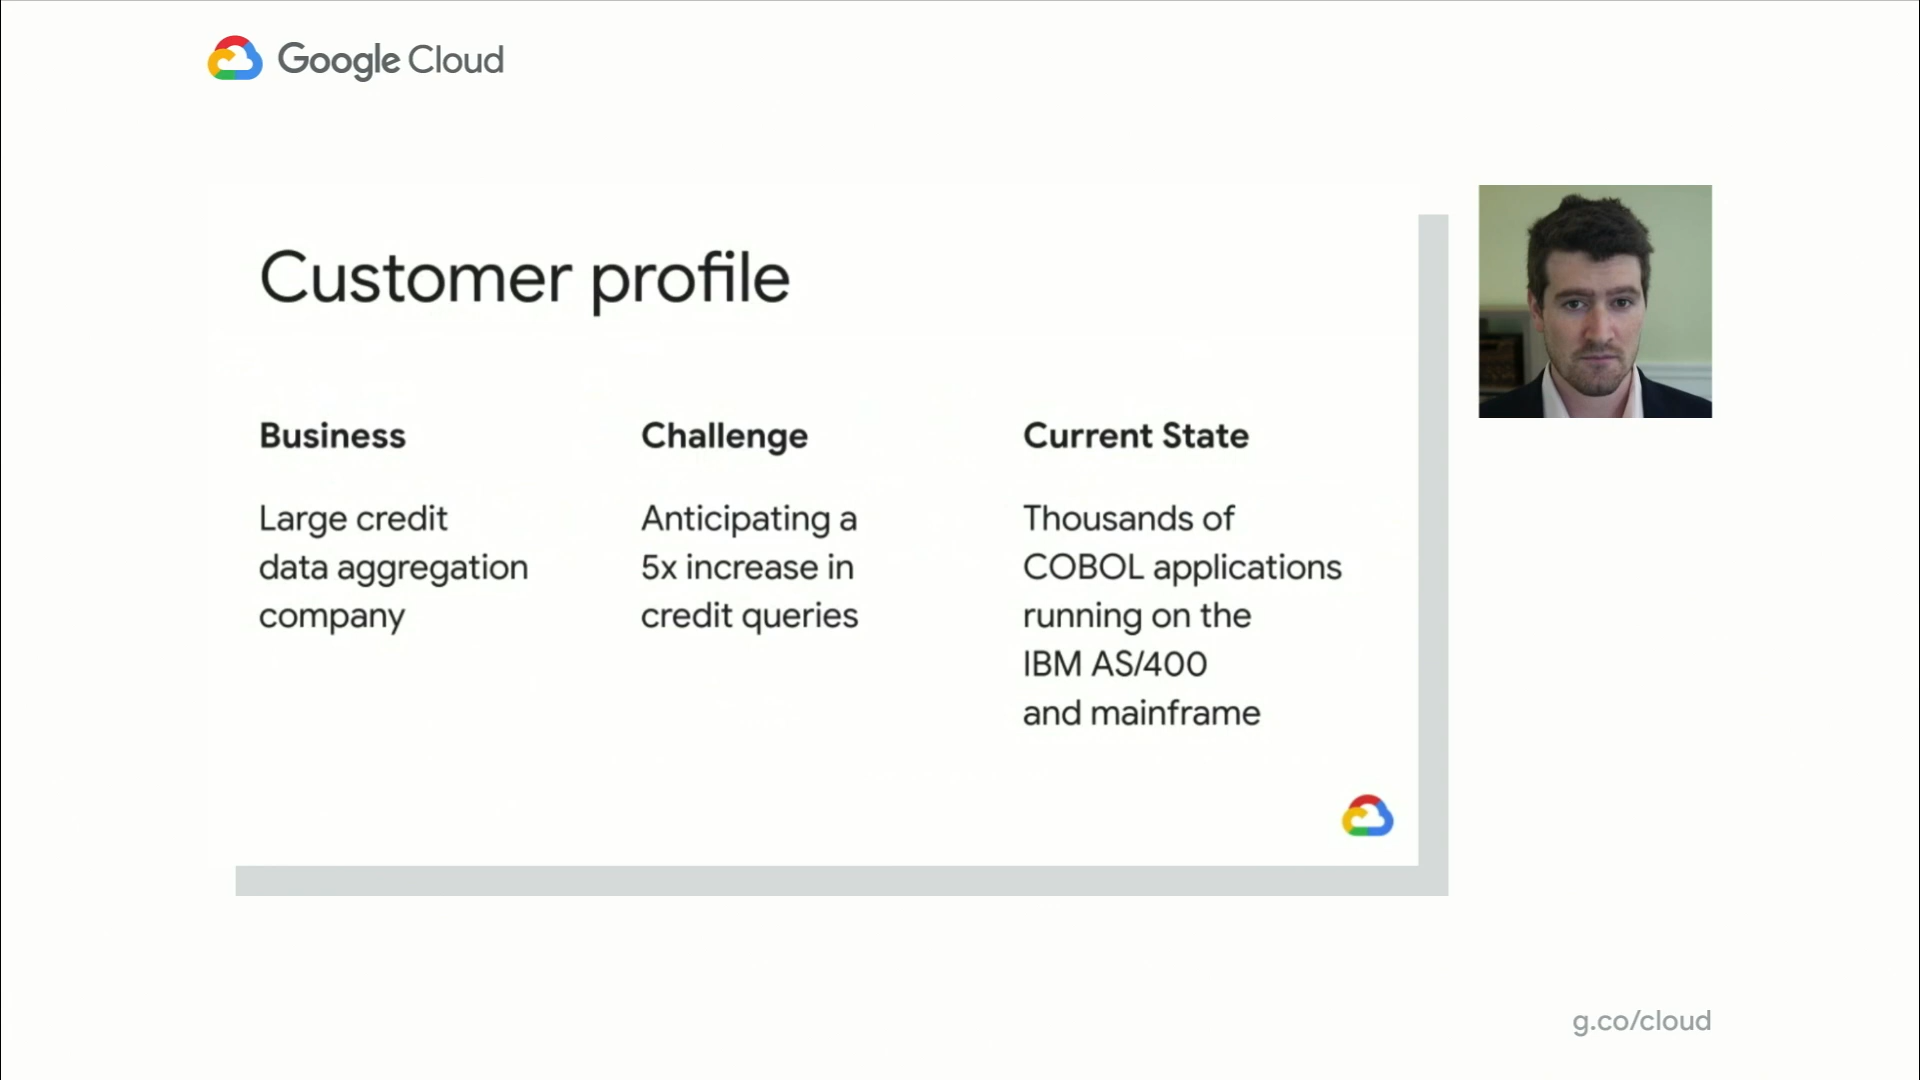 Google Cloud
Customer profile
Business
Large credit
data aggregation
company
Challenge
Anticipating a
5x increase in
credit queries
Current State
Thousands of
COBOL applications
running on the
IBM AS/400
and mainframe
g.co/cloud